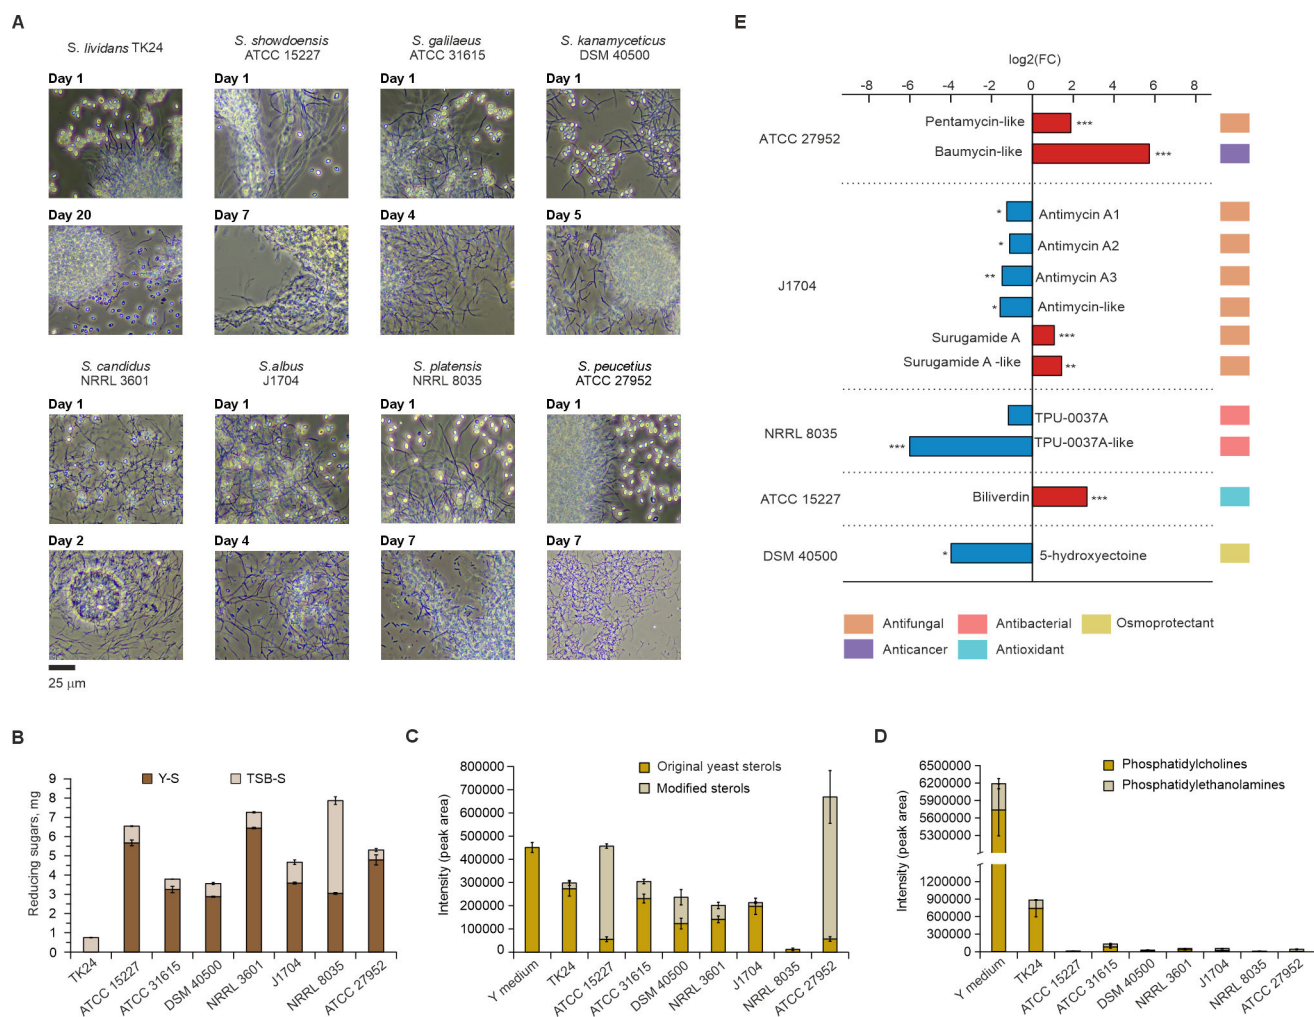 A
S. lividans TK24
S. showdoensis
ATCC 15227
S. galilaeus
ATCC 31615
S. kanamyceticus
DSM 40500
Day 1
Day 1
Day 1
Day 1
Day 20
Day 7
Day 4
Day 5
S. candidus
NRRL 3601
S.albus
J1704
S. platensis
NRRL 8035
S. peucetius
ATCC 27952
Day 1
Day 1
Day 1
Day 1
Day 2
Day 4
Day 7
Day 7
25 µm
E
log2(FC)
-8 -6 -4 -2 0 2 4 6 8
ATCC 27952
Pentamycin-like ***
Baumycin-like ***
J1704
* Antimycin A1
* Antimycin A2
** Antimycin A3
* Antimycin-like
Surugamide A ***
Surugamide A -like **
NRRL 8035
TPU-0037A
*** TPU-0037A-like
ATCC 15227
Biliverdin ***
DSM 40500
* 5-hydroxyectoine
Antifungal
Antibacterial
Osmoprotectant
Anticancer
Antioxidant
B
Reducing sugars, mg
Y-S
TSB-S
9
8
7
6
5
4
3
2
1
0
TK24
ATCC 15227
ATCC 31615
DSM 40500
NRRL 3601
J1704
NRRL 8035
ATCC 27952
C
Intensity (peak area)
Original yeast sterols
Modified sterols
800000
700000
600000
500000
400000
300000
200000
100000
0
Y medium
TK24
ATCC 15227
ATCC 31615
DSM 40500
NRRL 3601
J1704
NRRL 8035
ATCC 27952
D
Intensity (peak area)
Phosphatidylcholines
Phosphatidylethanolamines
6500000
6200000
5900000
5600000
5300000
1200000
900000
600000
300000
0
Y medium
TK24
ATCC 15227
ATCC 31615
DSM 40500
NRRL 3601
J1704
NRRL 8035
ATCC 27952